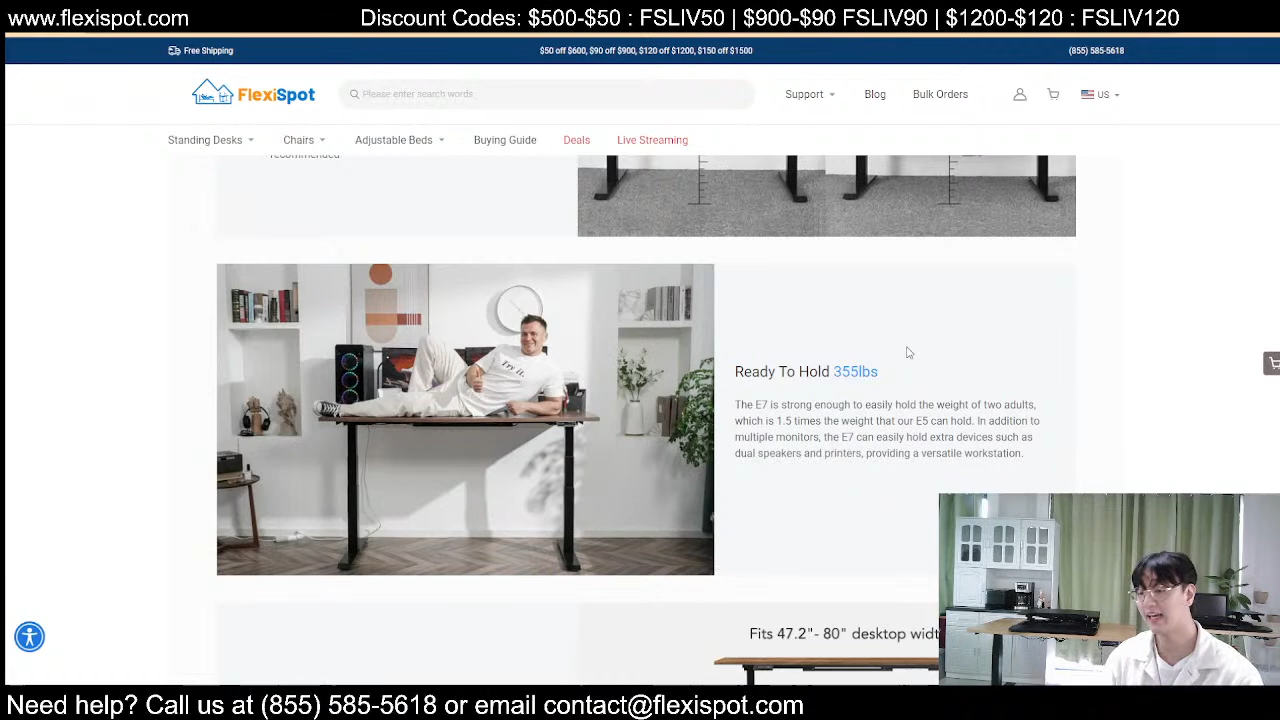 www.flexispot.com
Discount Codes: $500-$50 : FSLIV50 | $900-$90 FSLIV90 | $1200-$120 : FSLIV120
Free Shipping
$50 off $600, $90 off $900, $120 off $1200, $150 off $1500
(855) 585-5618
FlexiSpot
Please enter search words
Support
Blog
Bulk Orders
US
Standing Desks
Chairs
Adjustable Beds
Buying Guide
Deals
Live Streaming
recommended
Try it.
Ready To Hold 355lbs
The E7 is strong enough to easily hold the weight of two adults,
which is 1.5 times the weight that our E5 can hold. In addition to
multiple monitors, the E7 can easily hold extra devices such as
dual speakers and printers, providing a versatile workstation.
Fits 47.2"- 80" desktop widt
Need help? Call us at (855) 585-5618 or email contact@flexispot.com